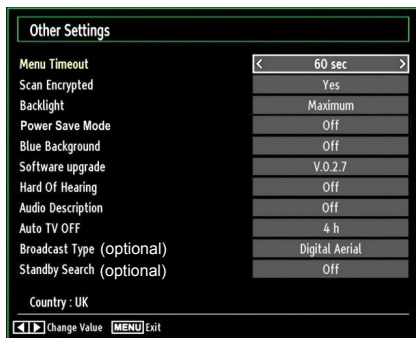 Other Settings
Menu Timeout < 60 sec >
Scan Encrypted Yes
Backlight Maximum
Power Save Mode Off
Blue Background Off
Software upgrade V.0.2.7
Hard Of Hearing Off
Audio Description Off
Auto TV OFF 4 h
Broadcast Type (optional) Digital Aerial
Standby Search (optional) Off
Country : UK
Change Value MENU Exit